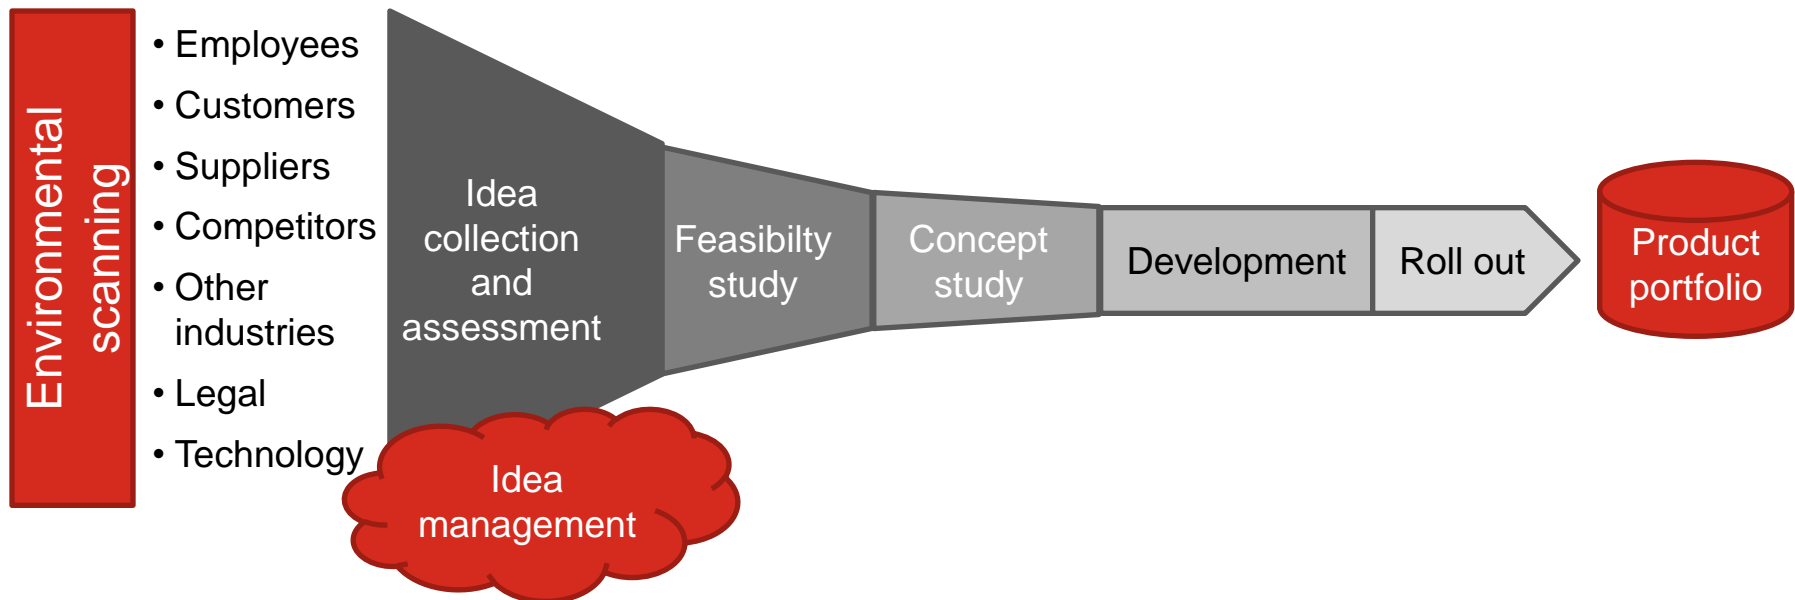 Environmental
scanning
• Employees
• Customers
• Suppliers
• Competitors
• Other
industries
• Legal
• Technology
Idea
collection
and
assessment
Idea
management
Feasibilty
study
Concept
study
Development
Roll out
Product
portfolio